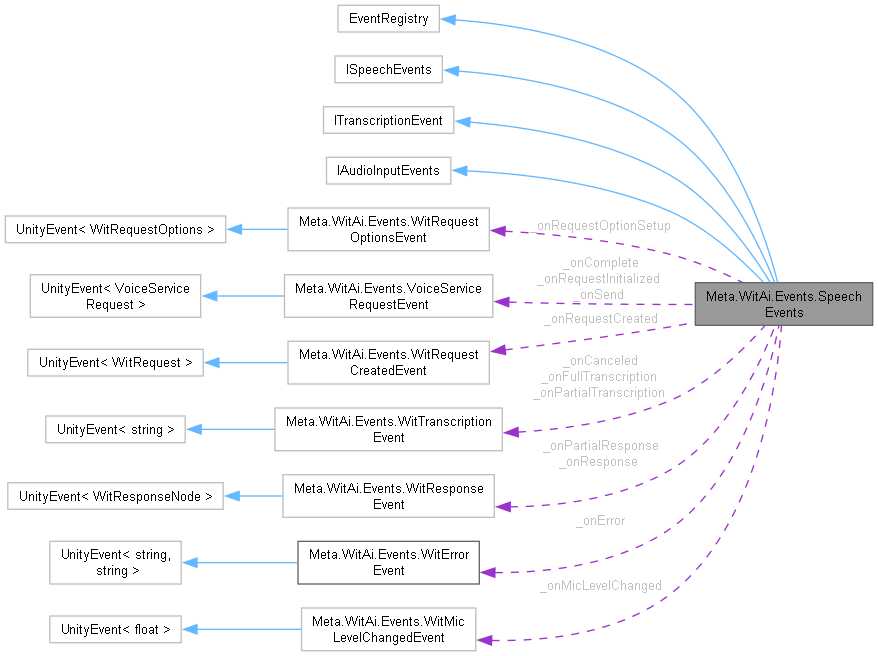 EventRegistry
ISpeechEvents
ITranscriptionEvent
IAudioInputEvents
UnityEvent< WitRequestOptions >
Meta.WitAi.Events.WitRequest
OptionsEvent
_onRequestOptionSetup
UnityEvent< VoiceService
Request >
Meta.WitAi.Events.VoiceService
RequestEvent
_onComplete
_onRequestInitialized
_onSend
Meta.WitAi.Events.Speech
Events
UnityEvent< WitRequest >
Meta.WitAi.Events.WitRequest
CreatedEvent
_onRequestCreated
UnityEvent< string >
Meta.WitAi.Events.WitTranscription
Event
_onCanceled
_onFullTranscription
_onPartialTranscription
UnityEvent< WitResponseNode >
Meta.WitAi.Events.WitResponse
Event
_onPartialResponse
_onResponse
UnityEvent< string,
string >
Meta.WitAi.Events.WitError
Event
_onError
UnityEvent< float >
Meta.WitAi.Events.WitMic
LevelChangedEvent
_onMicLevelChanged